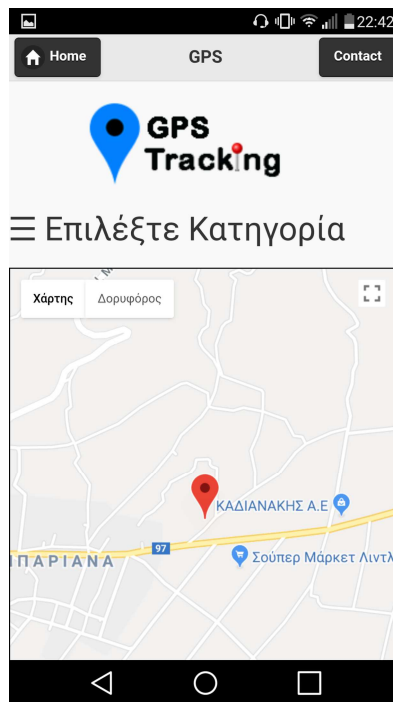 22:42
Home
GPS
Contact
GPS
Tracking
☰ Επιλέξτε Κατηγορία
Χάρτης
Δορυφόρος
ΚΑΔΙΑΝΑΚΗΣ Α.Ε
97
ΠΑΡΙΑΝΑ
Σούπερ Μάρκετ Λιντλ